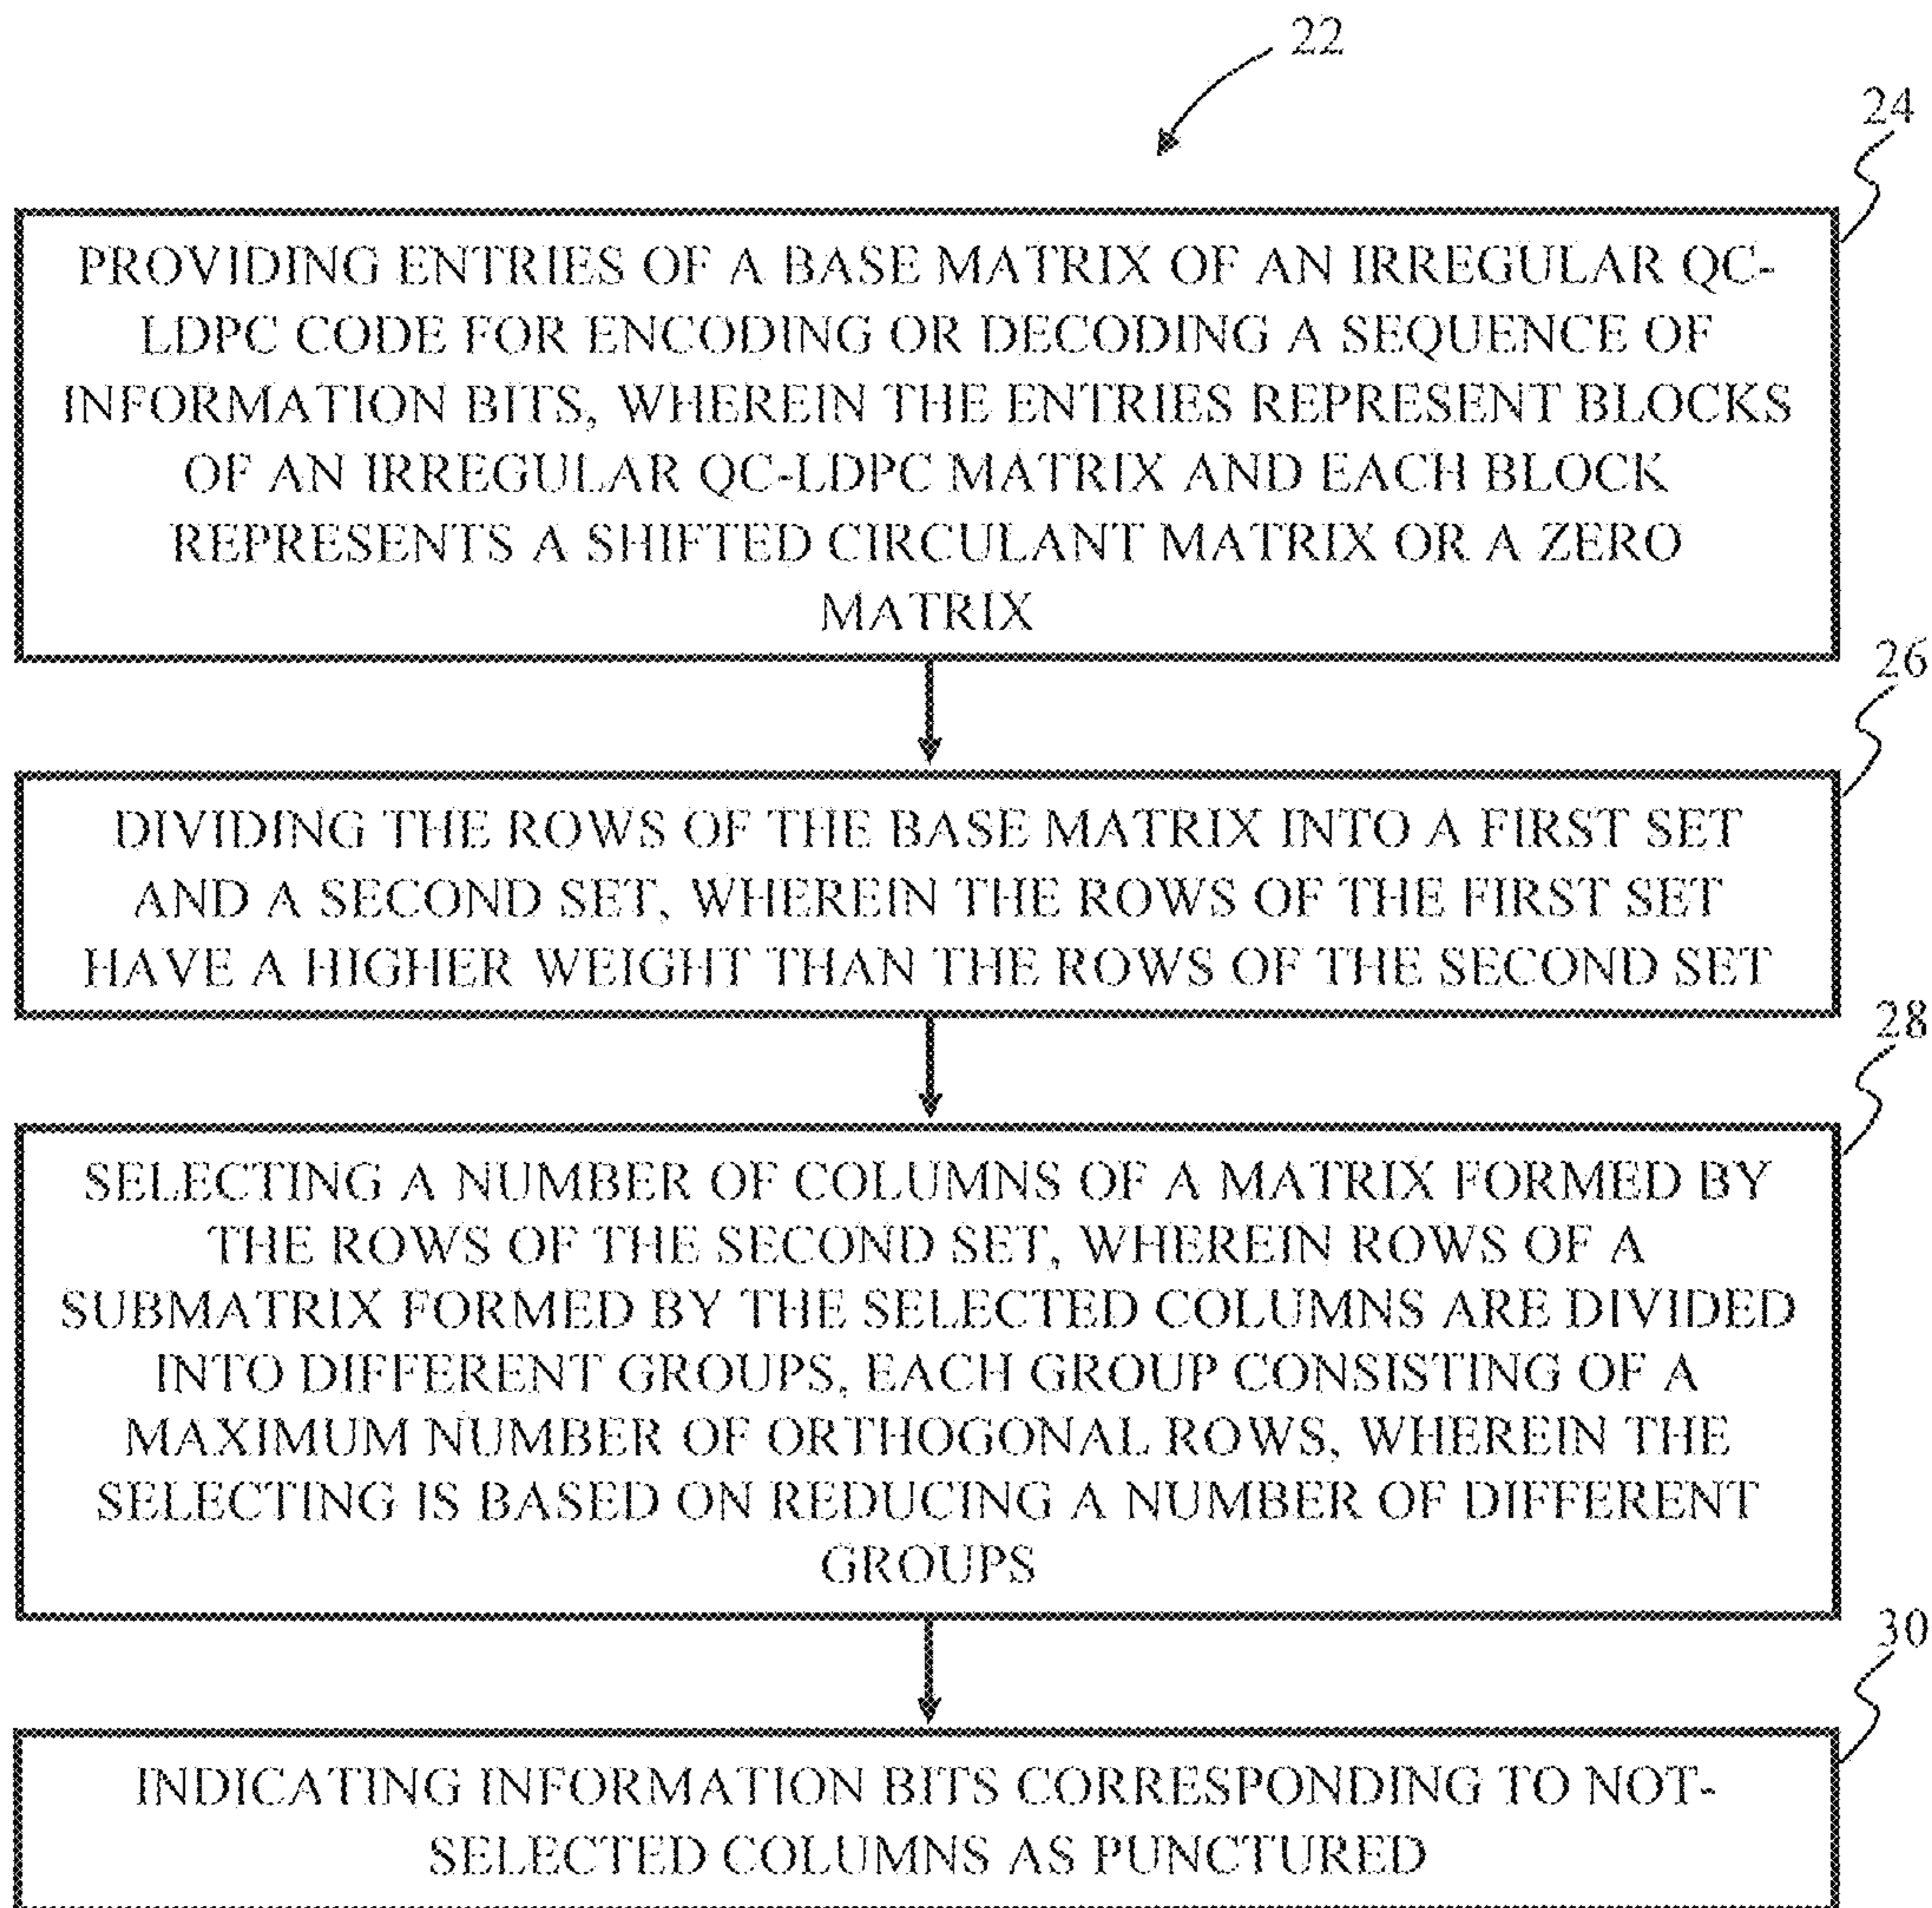 22
24
PROVIDING ENTRIES OF A BASE MATRIX OF AN IRREGULAR QC-
LDPC CODE FOR ENCODING OR DECODING A SEQUENCE OF
INFORMATION BITS, WHEREIN THE ENTRIES REPRESENT BLOCKS
OF AN IRREGULAR QC-LDPC MATRIX AND EACH BLOCK
REPRESENTS A SHIFTED CIRCULANT MATRIX OR A ZERO
MATRIX
26
DIVIDING THE ROWS OF THE BASE MATRIX INTO A FIRST SET
AND A SECOND SET, WHEREIN THE ROWS OF THE FIRST SET
HAVE A HIGHER WEIGHT THAN THE ROWS OF THE SECOND SET
28
SELECTING A NUMBER OF COLUMNS OF A MATRIX FORMED BY
THE ROWS OF THE SECOND SET, WHEREIN ROWS OF A
SUBMATRIX FORMED BY THE SELECTED COLUMNS ARE DIVIDED
INTO DIFFERENT GROUPS, EACH GROUP CONSISTING OF A
MAXIMUM NUMBER OF ORTHOGONAL ROWS, WHEREIN THE
SELECTING IS BASED ON REDUCING A NUMBER OF DIFFERENT
GROUPS
30
INDICATING INFORMATION BITS CORRESPONDING TO NOT-
SELECTED COLUMNS AS PUNCTURED